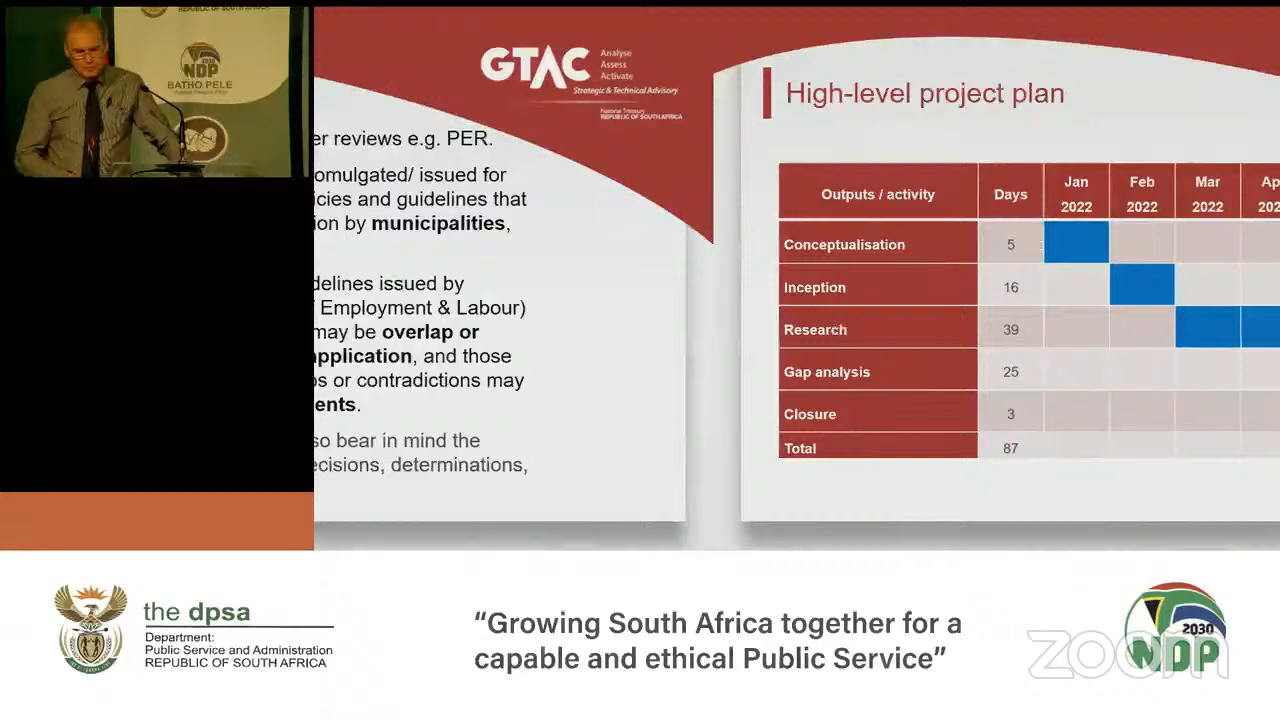 2030
NDP
BATHO PELE
GTAC
Analyse
Assess
Activate
Strategic & Technical Advisory
National Treasury
REPUBLIC OF SOUTH AFRICA
er reviews e.g. PER.
omulgated/ issued for
icies and guidelines that
ion by municipalities,
delines issued by
Employment & Labour)
may be overlap or
application, and those
os or contradictions may
ents.
so bear in mind the
ecisions, determinations,
High-level project plan
Outputs / activity Days Jan 2022 Feb 2022 Mar 2022 Ap 202
Conceptualisation 5
Inception 16
Research 39
Gap analysis 25
Closure 3
Total 87
the dpsa
Department:
Public Service and Administration
REPUBLIC OF SOUTH AFRICA
“Growing South Africa together for a
capable and ethical Public Service”
2030
NDP
zoom